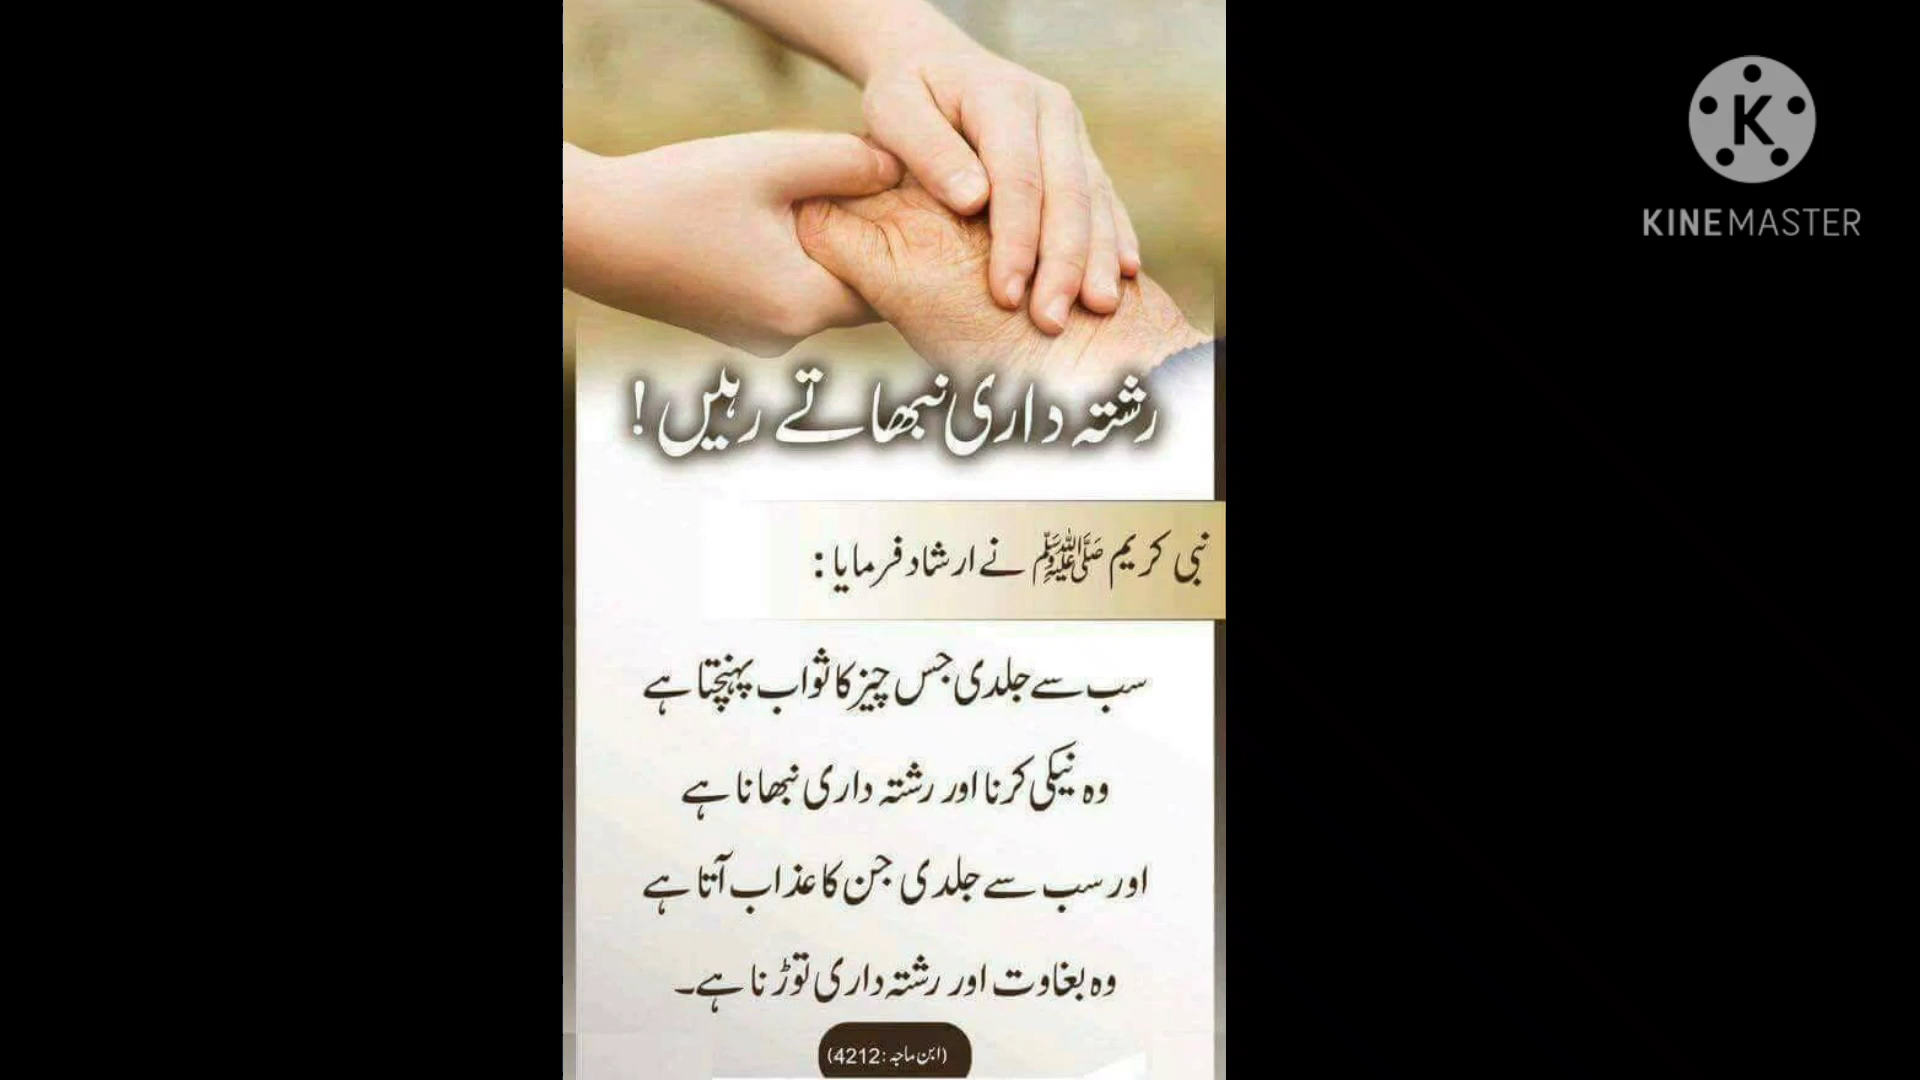 رشتہ داری نبھاتے رہیں!
نبی کریم ﷺ نے ارشاد فرمایا:
سب سے جلدی جس چیز کا ثواب پہنچتا ہے
وہ نیکی کرنا اور رشتہ داری نبھانا ہے
اور سب سے جلدی جن کا عذاب آتا ہے
وہ بغاوت اور رشتہ داری توڑنا ہے۔
(ابن ماجہ:4212)
K
KINEMASTER